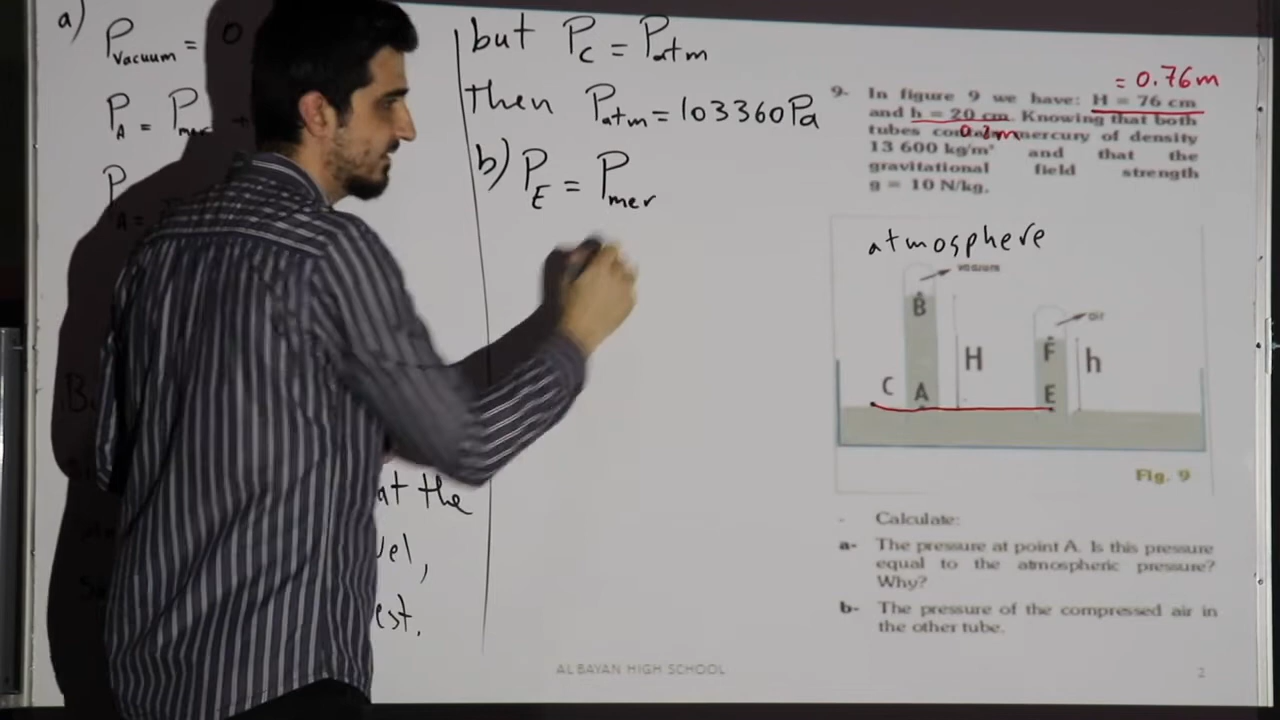 a)
P vacuum = 0
P A = P mer
P
A =
at the
vel,
est.
but P C = P atm
then P atm = 103360 Pa
b) P E = P mer
= 0.76m
9- In figure 9 we have: H = 76 cm
and h = 20 cm. Knowing that both
0.2m
tubes mercury of density
13 600 kg/m³ and that the
gravitational field strength
g = 10 N/kg.
atmosphere
vacuum
B
air
F
H
h
C
A
E
Fig. 9
- Calculate:
a- The pressure at point A. Is this pressure
equal to the atmospheric pressure?
Why?
b- The pressure of the compressed air in
the other tube.
AL BAYAN HIGH SCHOOL
2